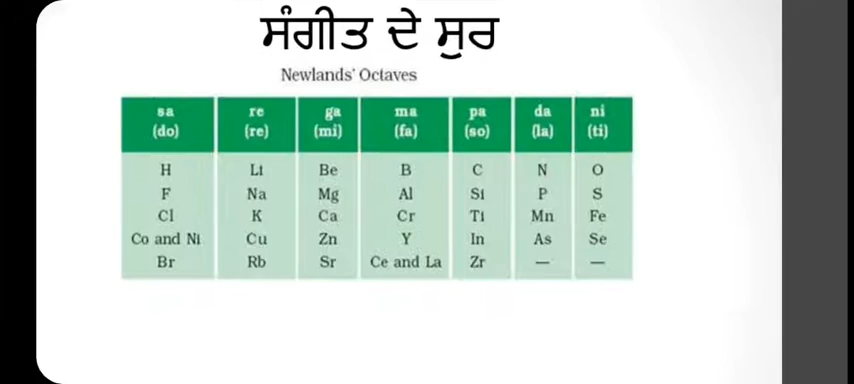 ਸੰਗੀਤ ਦੇ ਸੁਰ
Newlands' Octaves
sa re ga ma pa da ni
(do) (re) (mi) (fa) (so) (la) (ti)
H Li Be B C N O
F Na Mg Al Si P S
Cl K Ca Cr Ti Mn Fe
Co and Ni Cu Zn Y In As Se
Br Rb Sr Ce and La Zr — —